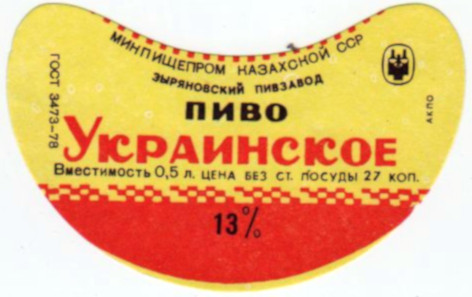 МИНПИЩЕПРОМ КАЗАХСКОЙ ССР
ЗЫРЯНОВСКИЙ ПИВЗАВОД
ГОСТ 3473-78
АКПО
ПИВО
УКРАИНСКОЕ
Вместимость 0,5 л. ЦЕНА БЕЗ СТ. ПОСУДЫ 27 КОП.
13%